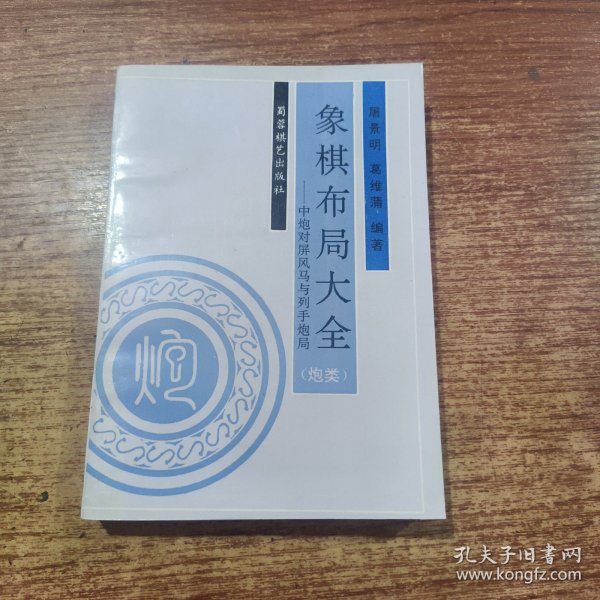 屠景明 葛维蒲 编著
象棋布局大全
——中炮对屏风马与列手炮局
（炮类）
蜀蓉棋艺出版社
炮
孔夫子旧书网
www.kongfz.com